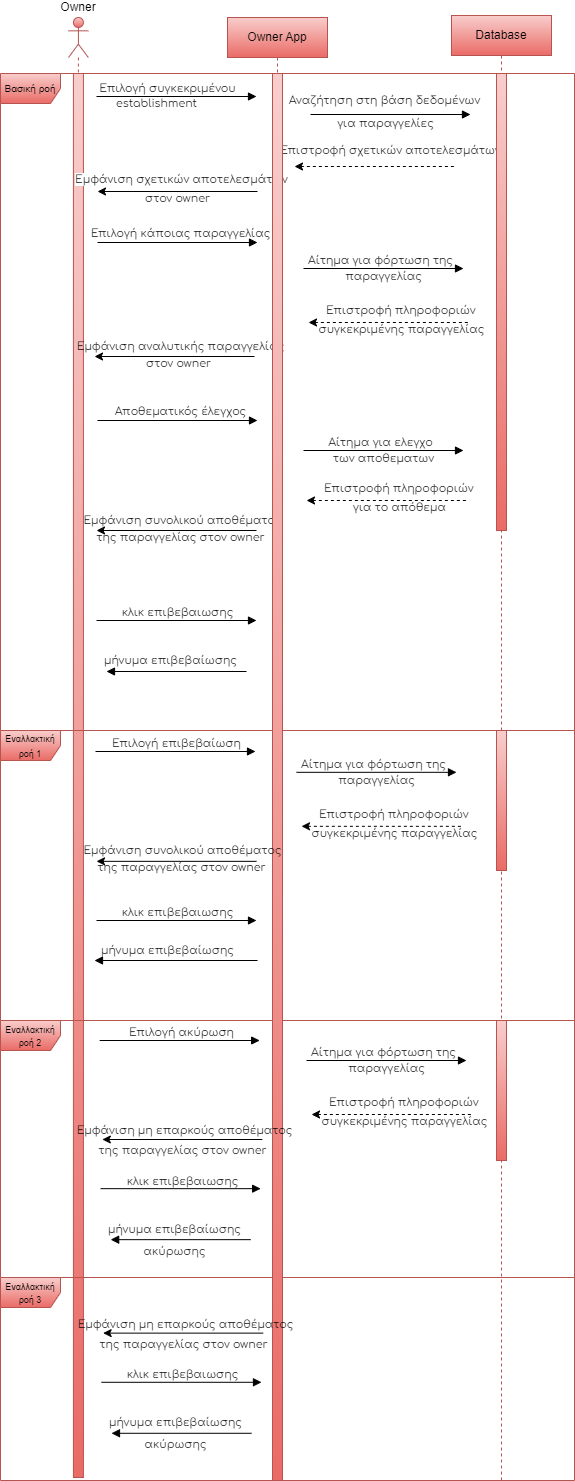 Owner
Owner App
Database
Βασική ροή
Επιλογή συγκεκριμένου
establishment
Αναζήτηση στη βάση δεδομένων
για παραγγελίες
Επιστροφή σχετικών αποτελεσμάτων
Εμφάνιση σχετικών αποτελεσμάτων
στον owner
Επιλογή κάποιας παραγγελίας
Αίτημα για φόρτωση της
παραγγελίας
Επιστροφή πληροφοριών
συγκεκριμένης παραγγελίας
Εμφάνιση αναλυτικής παραγγελίας
στον owner
Αποθεματικός έλεγχος
Αίτημα για ελεγχο
των αποθεματων
Επιστροφή πληροφοριών
για το απόθεμα
Εμφάνιση συνολικού αποθέματος
της παραγγελίας στον owner
κλικ επιβεβαιωσης
μήνυμα επιβεβαίωσης
Εναλλακτική
ροή 1
Επιλογή επιβεβαίωση
Αίτημα για φόρτωση της
παραγγελίας
Επιστροφή πληροφοριών
συγκεκριμένης παραγγελίας
Εμφάνιση συνολικού αποθέματος
της παραγγελίας στον owner
κλικ επιβεβαιωσης
μήνυμα επιβεβαίωσης
Εναλλακτική
ροή 2
Επιλογή ακύρωση
Αίτημα για φόρτωση της
παραγγελίας
Επιστροφή πληροφοριών
συγκεκριμένης παραγγελίας
Εμφάνιση μη επαρκούς αποθέματος
της παραγγελίας στον owner
κλικ επιβεβαιωσης
μήνυμα επιβεβαίωσης
ακύρωσης
Εναλλακτική
ροή 3
Εμφάνιση μη επαρκούς αποθέματος
της παραγγελίας στον owner
κλικ επιβεβαιωσης
μήνυμα επιβεβαίωσης
ακύρωσης